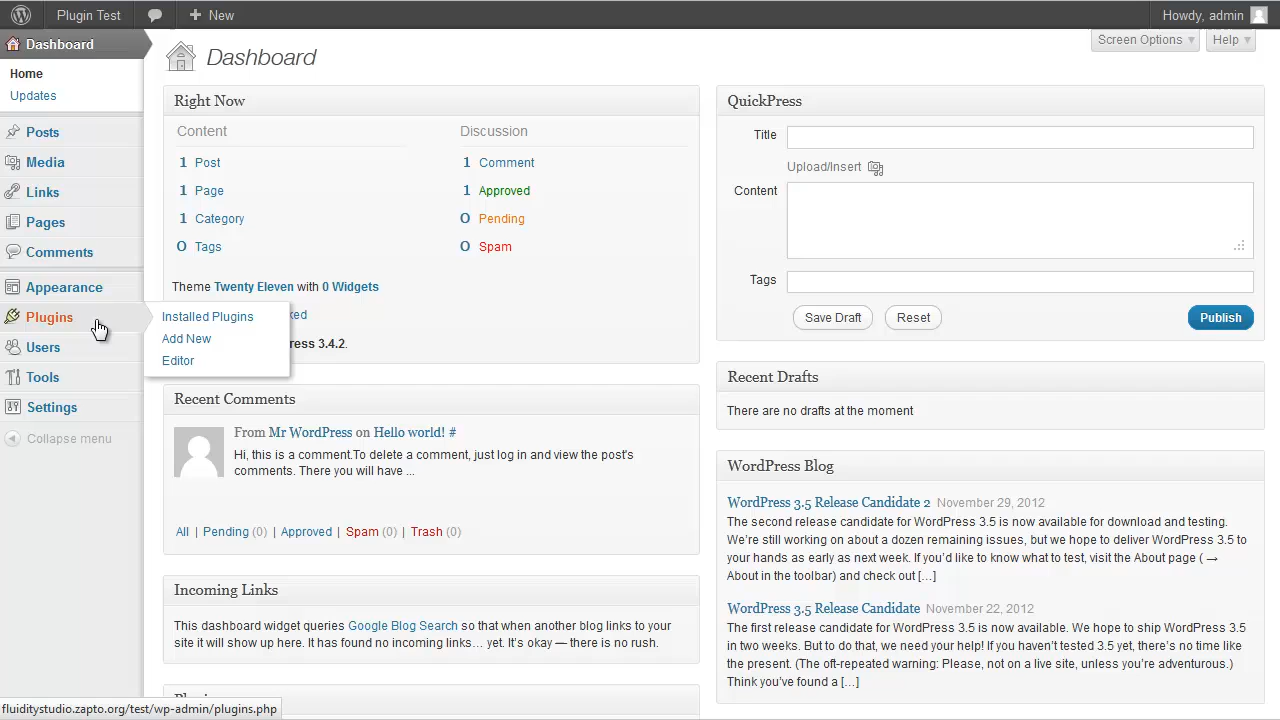 Plugin Test
New
Howdy, admin
Dashboard
Home
Updates
Posts
Media
Links
Pages
Comments
Appearance
Plugins
Users
Tools
Settings
Collapse menu
Installed Plugins
Add New
Editor
Screen Options
Help
Dashboard
Right Now
Content
Discussion
1 Post
1 Comment
1 Page
1 Approved
1 Category
0 Pending
0 Tags
0 Spam
Theme Twenty Eleven with 0 Widgets
ress 3.4.2.
Recent Comments
From Mr WordPress on Hello world! #
Hi, this is a comment.To delete a comment, just log in and view the post's
comments. There you will have ...
All | Pending (0) | Approved | Spam (0) | Trash (0)
Incoming Links
This dashboard widget queries Google Blog Search so that when another blog links to your
site it will show up here. It has found no incoming links… yet. It's okay — there is no rush.
QuickPress
Title
Upload/Insert
Content
Tags
Save Draft
Reset
Publish
Recent Drafts
There are no drafts at the moment
WordPress Blog
WordPress 3.5 Release Candidate 2 November 29, 2012
The second release candidate for WordPress 3.5 is now available for download and testing.
We're still working on about a dozen remaining issues, but we hope to deliver WordPress 3.5 to
your hands as early as next week. If you'd like to know what to test, visit the About page ( →
About in the toolbar) and check out […]
WordPress 3.5 Release Candidate November 22, 2012
The first release candidate for WordPress 3.5 is now available. We hope to ship WordPress 3.5
in two weeks. But to do that, we need your help! If you haven't tested 3.5 yet, there's no time like
the present. (The oft-repeated warning: Please, not on a live site, unless you're adventurous.)
Think you've found a […]
fluiditystudio.zapto.org/test/wp-admin/plugins.php